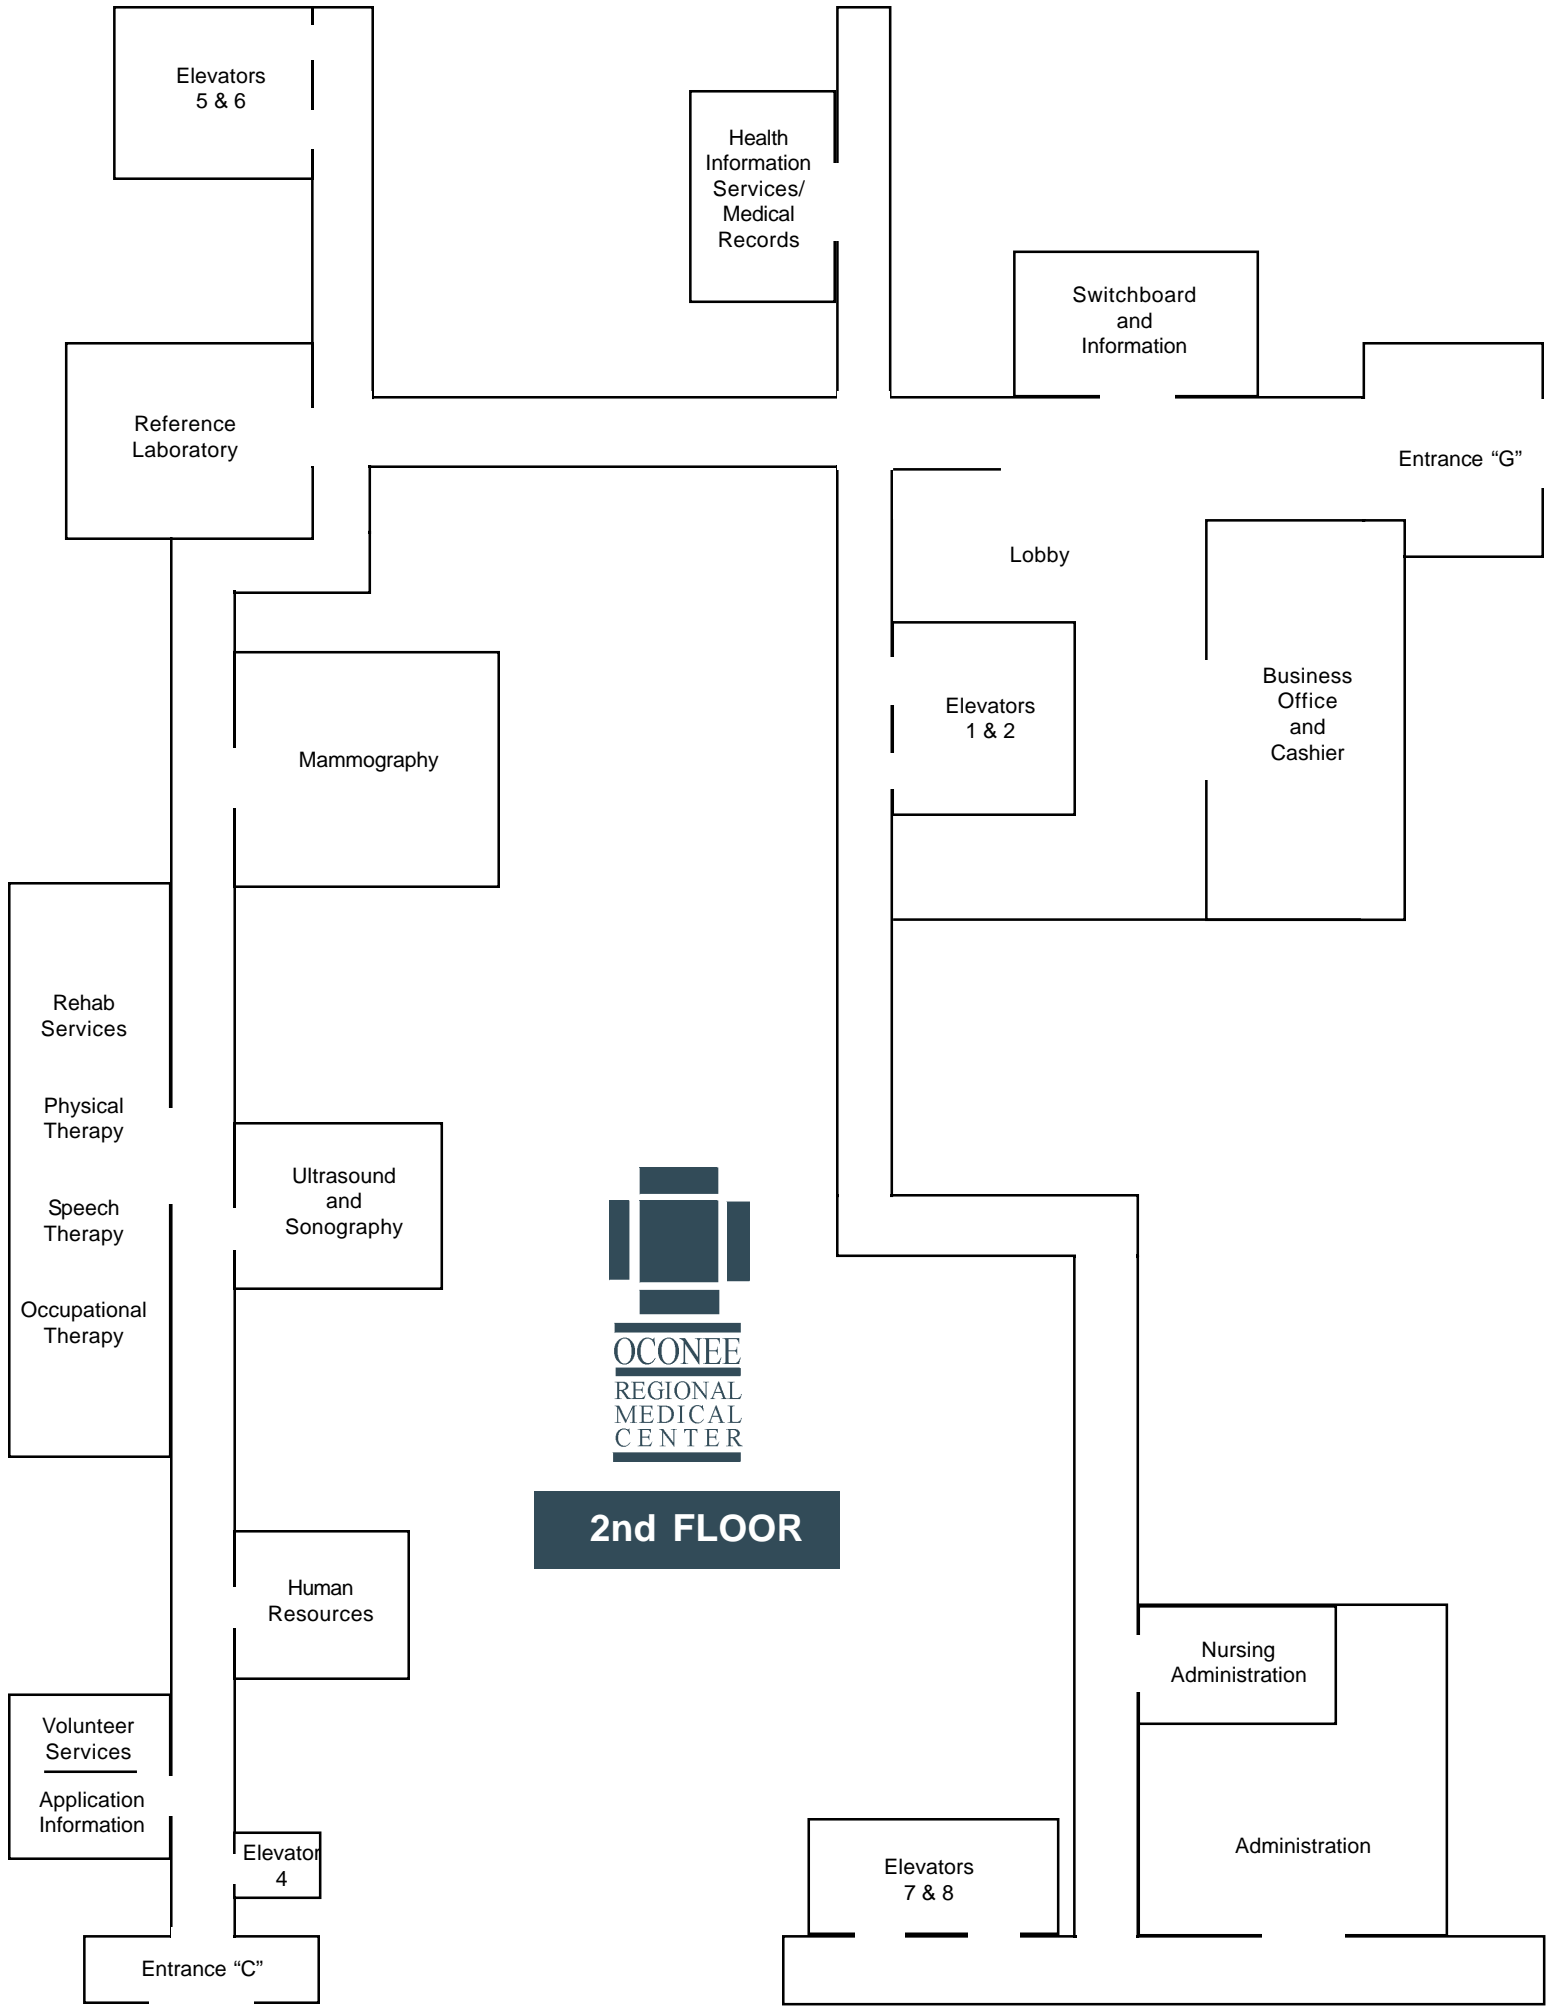 Elevators
5 & 6
Health
Information
Services/
Medical
Records
Switchboard
and
Information
Reference
Laboratory
Entrance “G”
Lobby
Elevators
1 & 2
Business
Office
and
Cashier
Mammography
Rehab
Services
Physical
Therapy
Speech
Therapy
Occupational
Therapy
Ultrasound
and
Sonography
OCONEE
REGIONAL
MEDICAL
CENTER
2nd FLOOR
Human
Resources
Nursing
Administration
Volunteer
Services
Application
Information
Elevator
4
Elevators
7 & 8
Administration
Entrance “C”